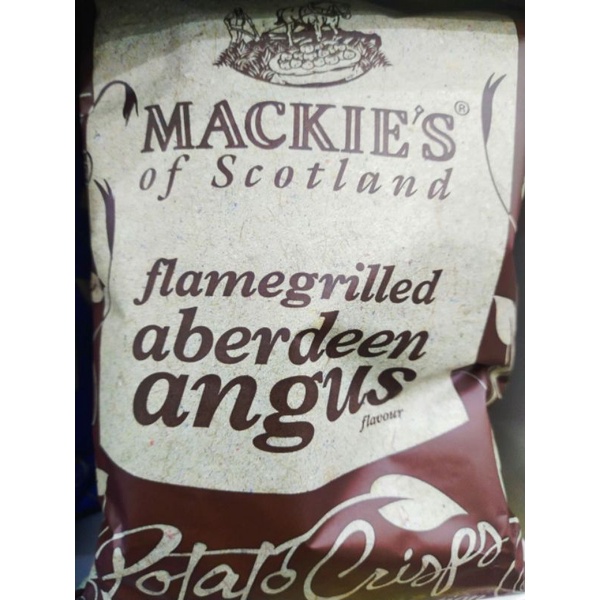 MACKIE'S®
of Scotland
flamegrilled
aberdeen
angus
flavour
Potato Crisps